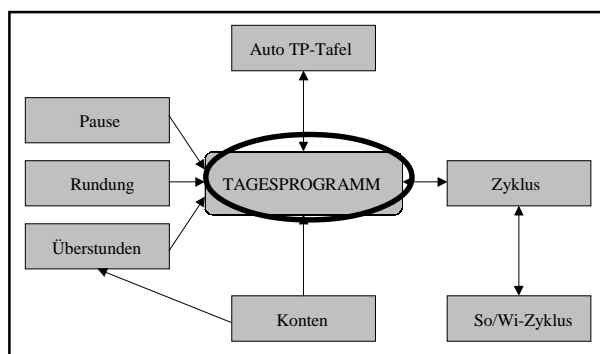 Auto TP-Tafel
Pause
Rundung
TAGESPROGRAMM
Zyklus
Überstunden
Konten
So/Wi-Zyklus